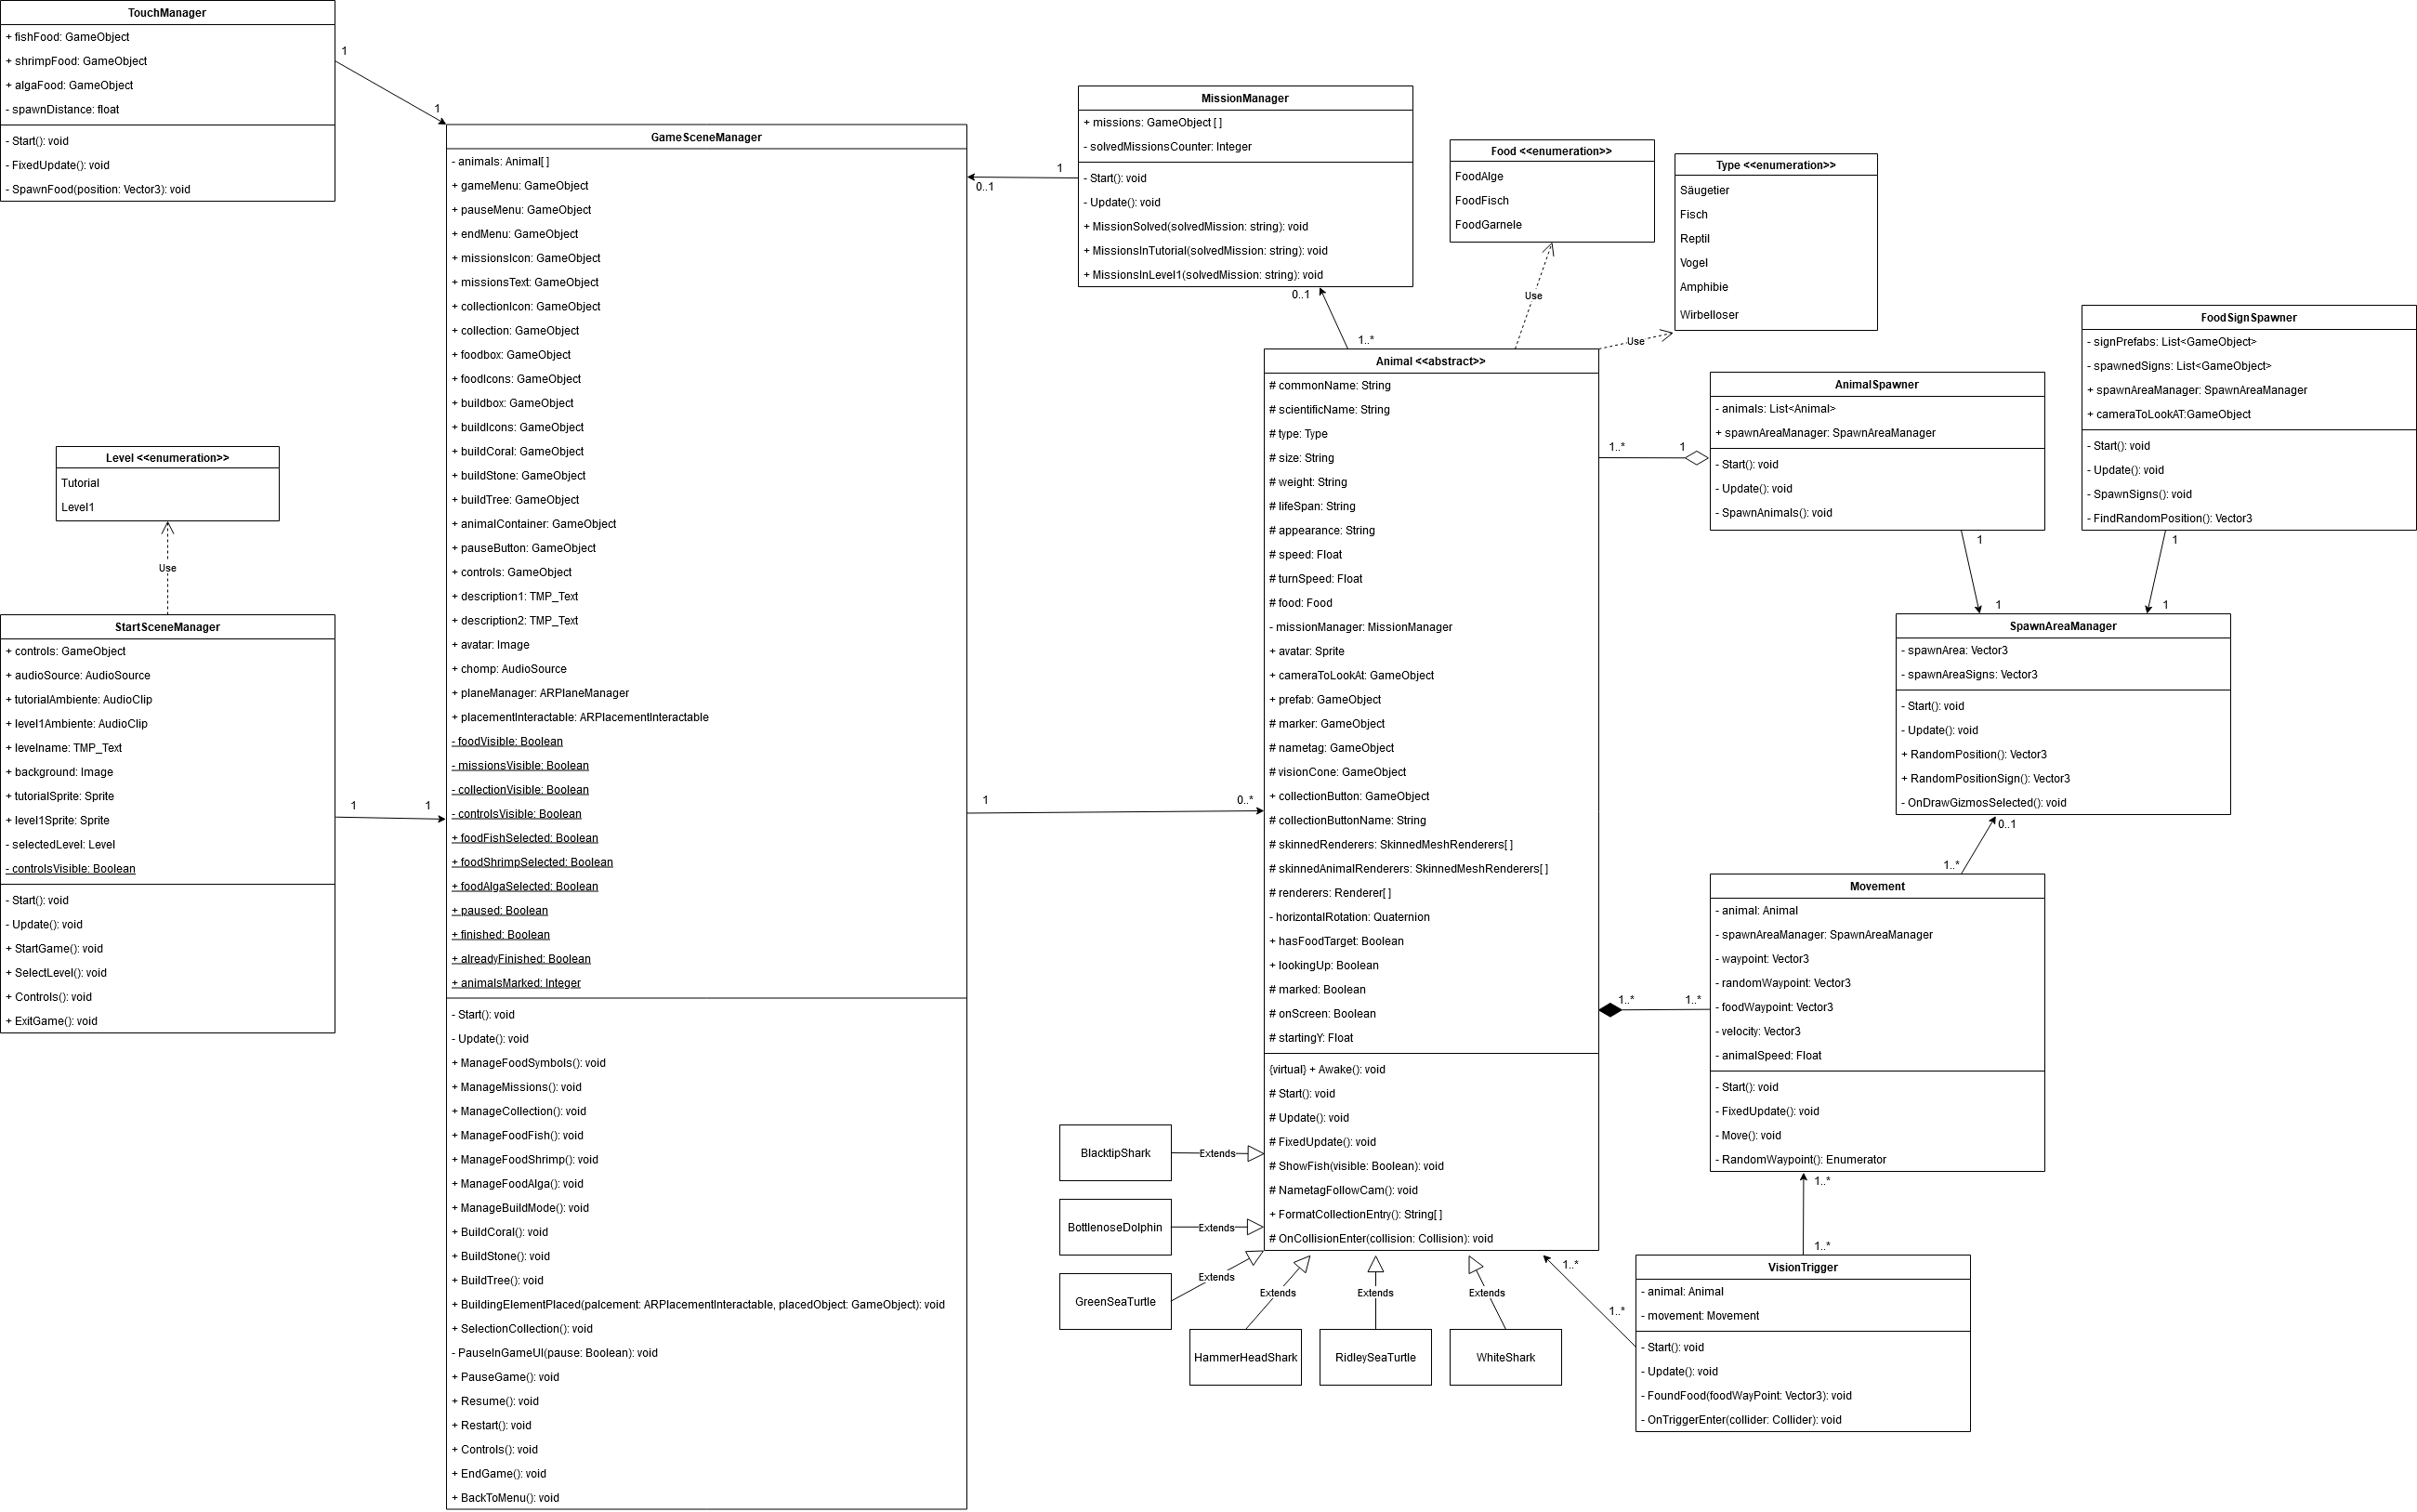 TouchManager
+ fishFood: GameObject
+ shrimpFood: GameObject
+ algaFood: GameObject
- spawnDistance: float
- Start(): void
- FixedUpdate(): void
- SpawnFood(position: Vector3): void
1
1
GameSceneManager
- animals: Animal[ ]
+ gameMenu: GameObject
+ pauseMenu: GameObject
+ endMenu: GameObject
+ missionsIcon: GameObject
+ missionsText: GameObject
+ collectionIcon: GameObject
+ collection: GameObject
+ foodbox: GameObject
+ foodIcons: GameObject
+ buildbox: GameObject
+ buildIcons: GameObject
+ buildCoral: GameObject
+ buildStone: GameObject
+ buildTree: GameObject
+ animalContainer: GameObject
+ pauseButton: GameObject
+ controls: GameObject
+ description1: TMP_Text
+ description2: TMP_Text
+ avatar: Image
+ chomp: AudioSource
+ planeManager: ARPlaneManager
+ placementInteractable: ARPlacementInteractable
- foodVisible: Boolean
- missionsVisible: Boolean
- collectionVisible: Boolean
- controlsVisible: Boolean
+ foodFishSelected: Boolean
+ foodShrimpSelected: Boolean
+ foodAlgaSelected: Boolean
+ paused: Boolean
+ finished: Boolean
+ alreadyFinished: Boolean
+ animalsMarked: Integer
- Start(): void
- Update(): void
+ ManageFoodSymbols(): void
+ ManageMissions(): void
+ ManageCollection(): void
+ ManageFoodFish(): void
+ ManageFoodShrimp(): void
+ ManageFoodAlga(): void
+ ManageBuildMode(): void
+ BuildCoral(): void
+ BuildStone(): void
+ BuildTree(): void
+ BuildingElementPlaced(palcement: ARPlacementInteractable, placedObject: GameObject): void
+ SelectionCollection(): void
- PauseInGameUI(pause: Boolean): void
+ PauseGame(): void
+ Resume(): void
+ Restart(): void
+ Controls(): void
+ EndGame(): void
+ BackToMenu(): void
Level <<enumeration>>
Tutorial
Level1
Use
StartSceneManager
+ controls: GameObject
+ audioSource: AudioSource
+ tutorialAmbiente: AudioClip
+ level1Ambiente: AudioClip
+ levelname: TMP_Text
+ background: Image
+ tutorialSprite: Sprite
+ level1Sprite: Sprite
- selectedLevel: Level
- controlsVisible: Boolean
- Start(): void
- Update(): void
+ StartGame(): void
+ SelectLevel(): void
+ Controls(): void
+ ExitGame(): void
1
1
MissionManager
+ missions: GameObject [ ]
- solvedMissionsCounter: Integer
- Start(): void
- Update(): void
+ MissionSolved(solvedMission: string): void
+ MissionsInTutorial(solvedMission: string): void
+ MissionsInLevel1(solvedMission: string): void
1
0..1
0..1
1..*
Food <<enumeration>>
FoodAlge
FoodFisch
FoodGarnele
Use
Type <<enumeration>>
Säugetier
Fisch
Reptil
Vogel
Amphibie
Wirbelloser
Use
Animal <<abstract>>
# commonName: String
# scientificName: String
# type: Type
# size: String
# weight: String
# lifeSpan: String
# appearance: String
# speed: Float
# turnSpeed: Float
# food: Food
- missionManager: MissionManager
+ avatar: Sprite
+ cameraToLookAt: GameObject
+ prefab: GameObject
# marker: GameObject
# nametag: GameObject
# visionCone: GameObject
+ collectionButton: GameObject
# collectionButtonName: String
# skinnedRenderers: SkinnedMeshRenderers[ ]
# skinnedAnimalRenderers: SkinnedMeshRenderers[ ]
# renderers: Renderer[ ]
- horizontalRotation: Quaternion
+ hasFoodTarget: Boolean
+ lookingUp: Boolean
# marked: Boolean
# onScreen: Boolean
# startingY: Float
{virtual} + Awake(): void
# Start(): void
# Update(): void
# FixedUpdate(): void
# ShowFish(visible: Boolean): void
# NametagFollowCam(): void
+ FormatCollectionEntry(): String[ ]
# OnCollisionEnter(collision: Collision): void
1
0..*
AnimalSpawner
- animals: List<Animal>
+ spawnAreaManager: SpawnAreaManager
- Start(): void
- Update(): void
- SpawnAnimals(): void
1..*
1
1
1
FoodSignSpawner
- signPrefabs: List<GameObject>
- spawnedSigns: List<GameObject>
+ spawnAreaManager: SpawnAreaManager
+ cameraToLookAT:GameObject
- Start(): void
- Update(): void
- SpawnSigns(): void
- FindRandomPosition(): Vector3
1
1
SpawnAreaManager
- spawnArea: Vector3
- spawnAreaSigns: Vector3
- Start(): void
- Update(): void
+ RandomPosition(): Vector3
+ RandomPositionSign(): Vector3
- OnDrawGizmosSelected(): void
0..1
1..*
Movement
- animal: Animal
- spawnAreaManager: SpawnAreaManager
- waypoint: Vector3
- randomWaypoint: Vector3
- foodWaypoint: Vector3
- velocity: Vector3
- animalSpeed: Float
- Start(): void
- FixedUpdate(): void
- Move(): void
- RandomWaypoint(): Enumerator
1..*
1..*
1..*
1..*
VisionTrigger
- animal: Animal
- movement: Movement
- Start(): void
- Update(): void
- FoundFood(foodWayPoint: Vector3): void
- OnTriggerEnter(collider: Collider): void
1..*
1..*
BlacktipShark
Extends
BottlenoseDolphin
Extends
GreenSeaTurtle
Extends
HammerHeadShark
Extends
RidleySeaTurtle
Extends
WhiteShark
Extends